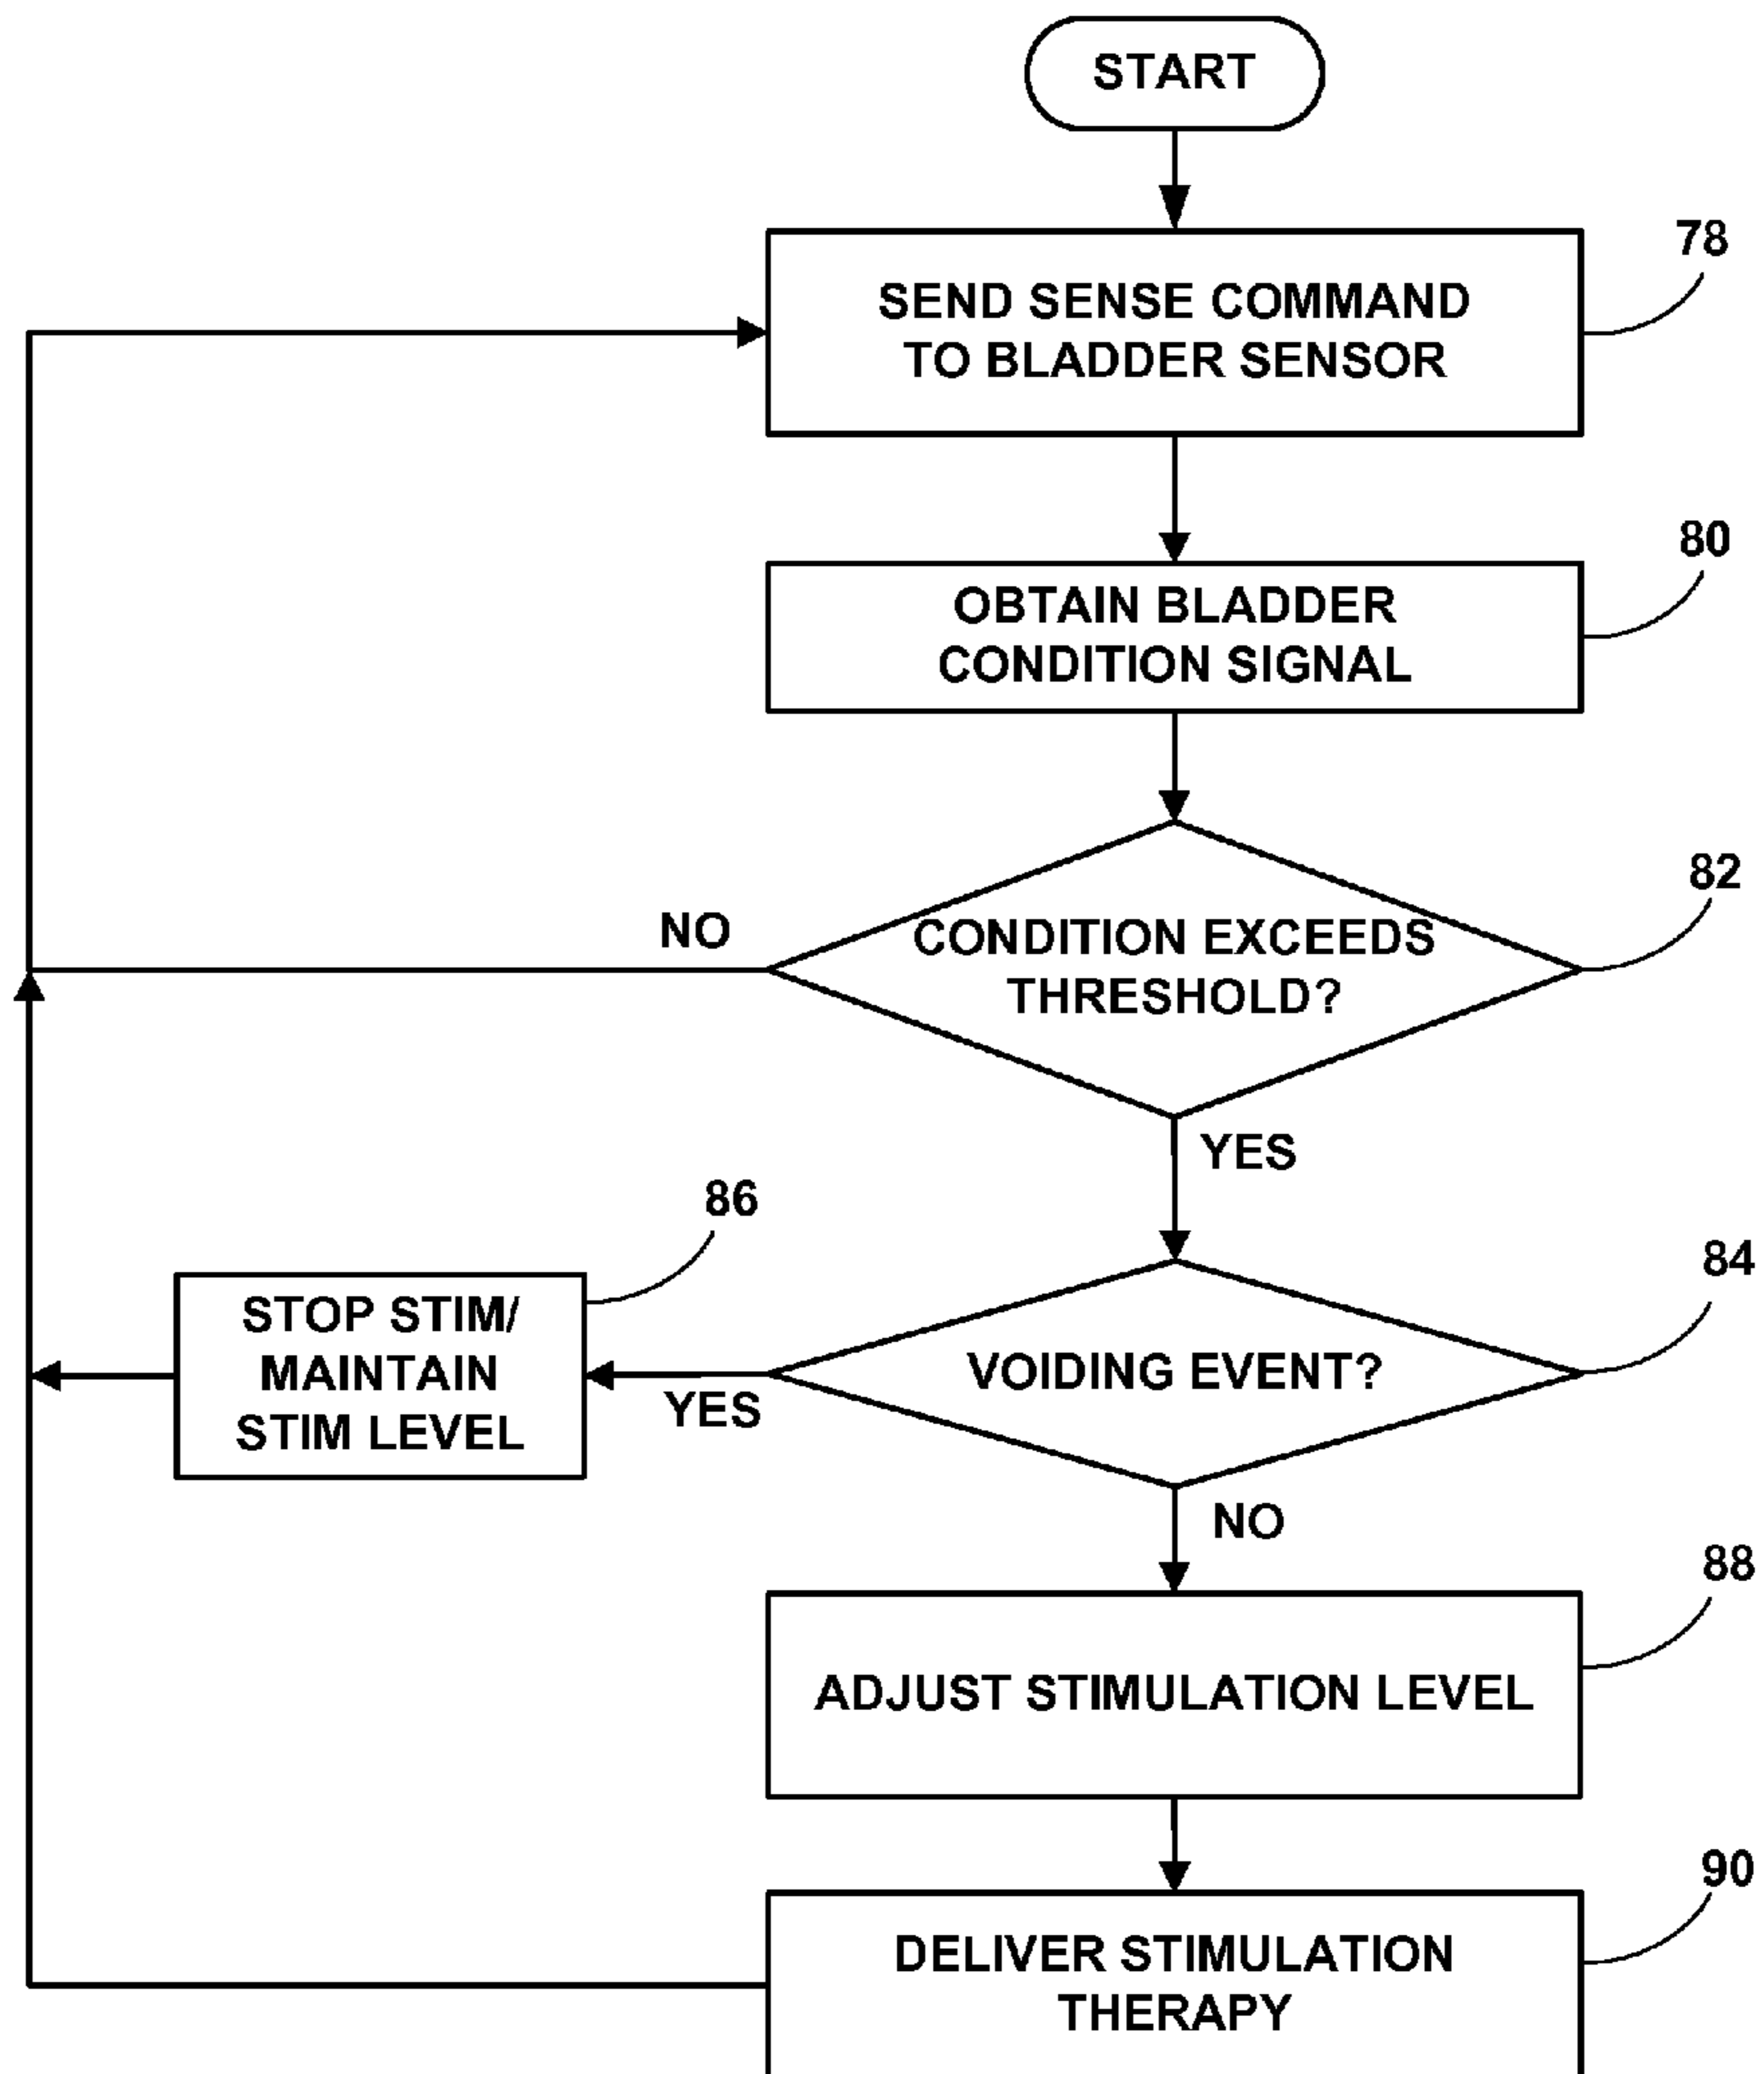 START
78
SEND SENSE COMMAND
TO BLADDER SENSOR
80
OBTAIN BLADDER
CONDITION SIGNAL
82
NO
CONDITION EXCEEDS
THRESHOLD?
YES
86
84
STOP STIM/
MAINTAIN
STIM LEVEL
YES
VOIDING EVENT?
NO
88
ADJUST STIMULATION LEVEL
90
DELIVER STIMULATION
THERAPY